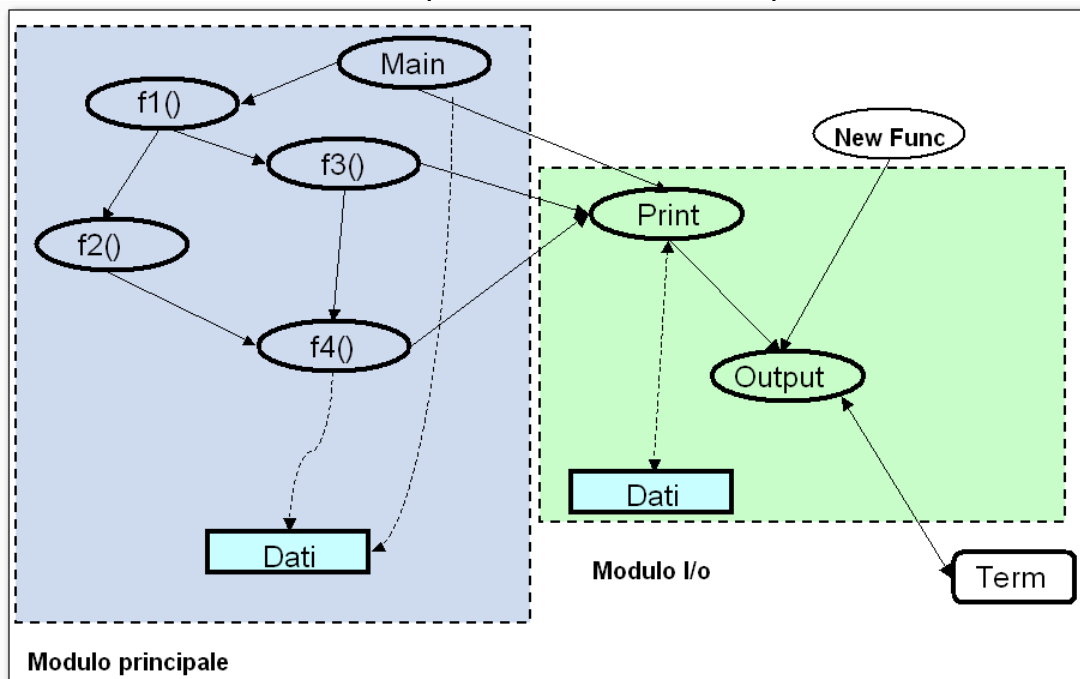 Main
f1()
New Func
f3()
Print
f2()
f4()
Output
Dati
Dati
Modulo I/o
Term
Modulo principale